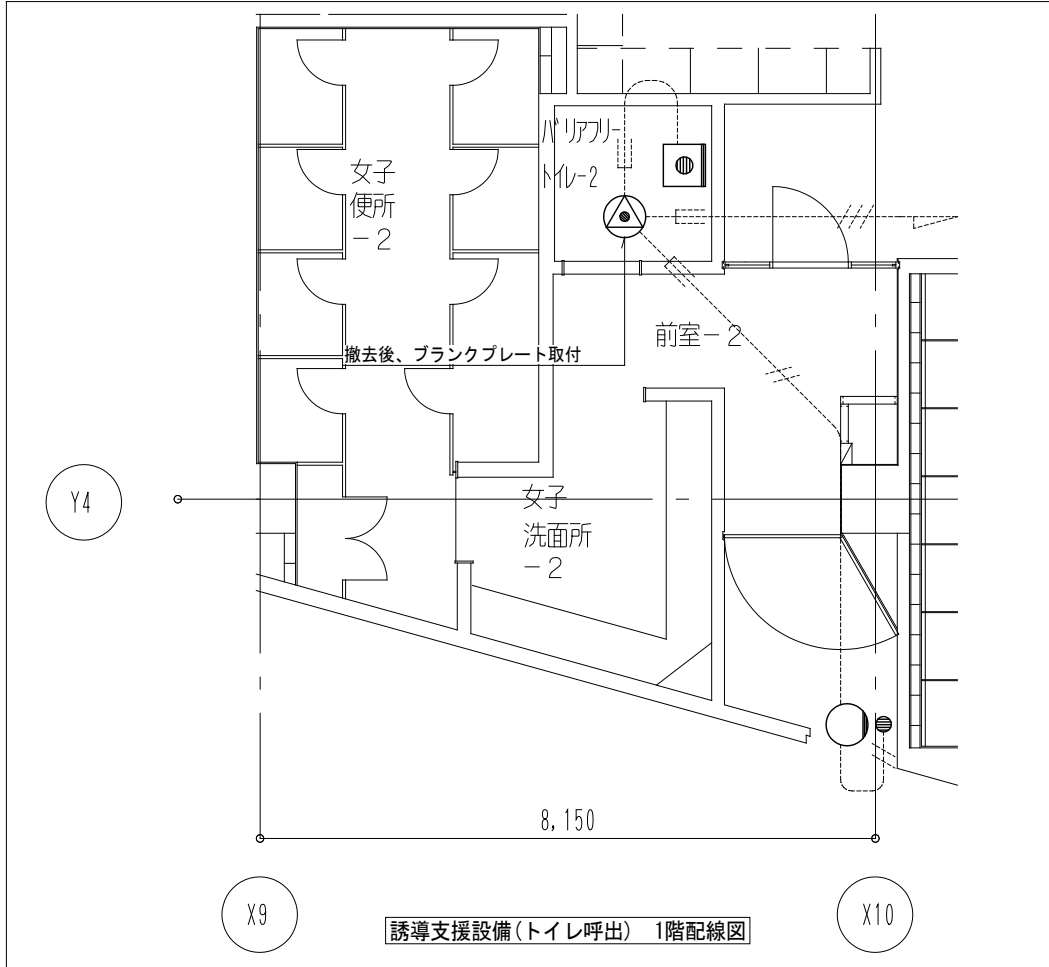 バリアフリー
トイレ-2
女子
便所
-2
前室-2
撤去後、ブランクプレート取付
Y4
女子
洗面所
-2
8,150
X9
X10
誘導支援設備(トイレ呼出) 1階配線図